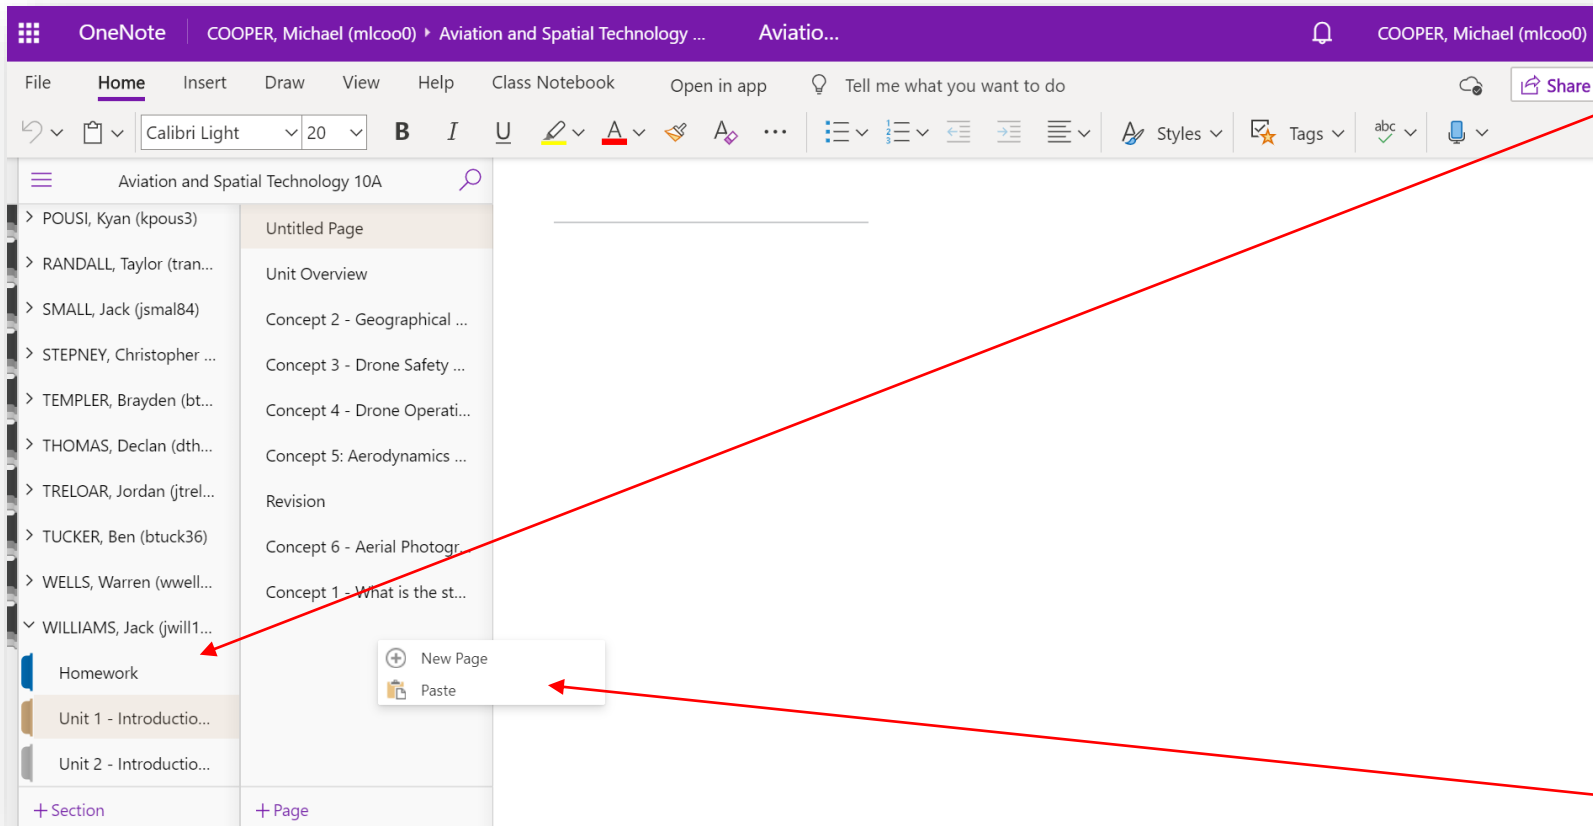 OneNote COOPER, Michael (mlcoo0) Aviation and Spatial Technology ... Aviatio... COOPER, Michael (mlcoo0)
File Home Insert Draw View Help Class Notebook Open in app Tell me what you want to do Share
Calibri Light 20 B I U A A ... Styles Tags abc
Aviation and Spatial Technology 10A
POUSI, Kyan (kpous3)
RANDALL, Taylor (tran...
SMALL, Jack (jsmal84)
STEPNEY, Christopher ...
TEMPLER, Brayden (bt...
THOMAS, Declan (dth...
TRELOAR, Jordan (jtrel...
TUCKER, Ben (btuck36)
WELLS, Warren (wwell...
WILLIAMS, Jack (jwill1...
Homework
Unit 1 - Introductio...
Unit 2 - Introductio...
+ Section
Untitled Page
Unit Overview
Concept 2 - Geographical ...
Concept 3 - Drone Safety ...
Concept 4 - Drone Operati...
Concept 5: Aerodynamics ...
Revision
Concept 6 - Aerial Photogr...
Concept 1 - What is the st...
+ Page
New Page
Paste